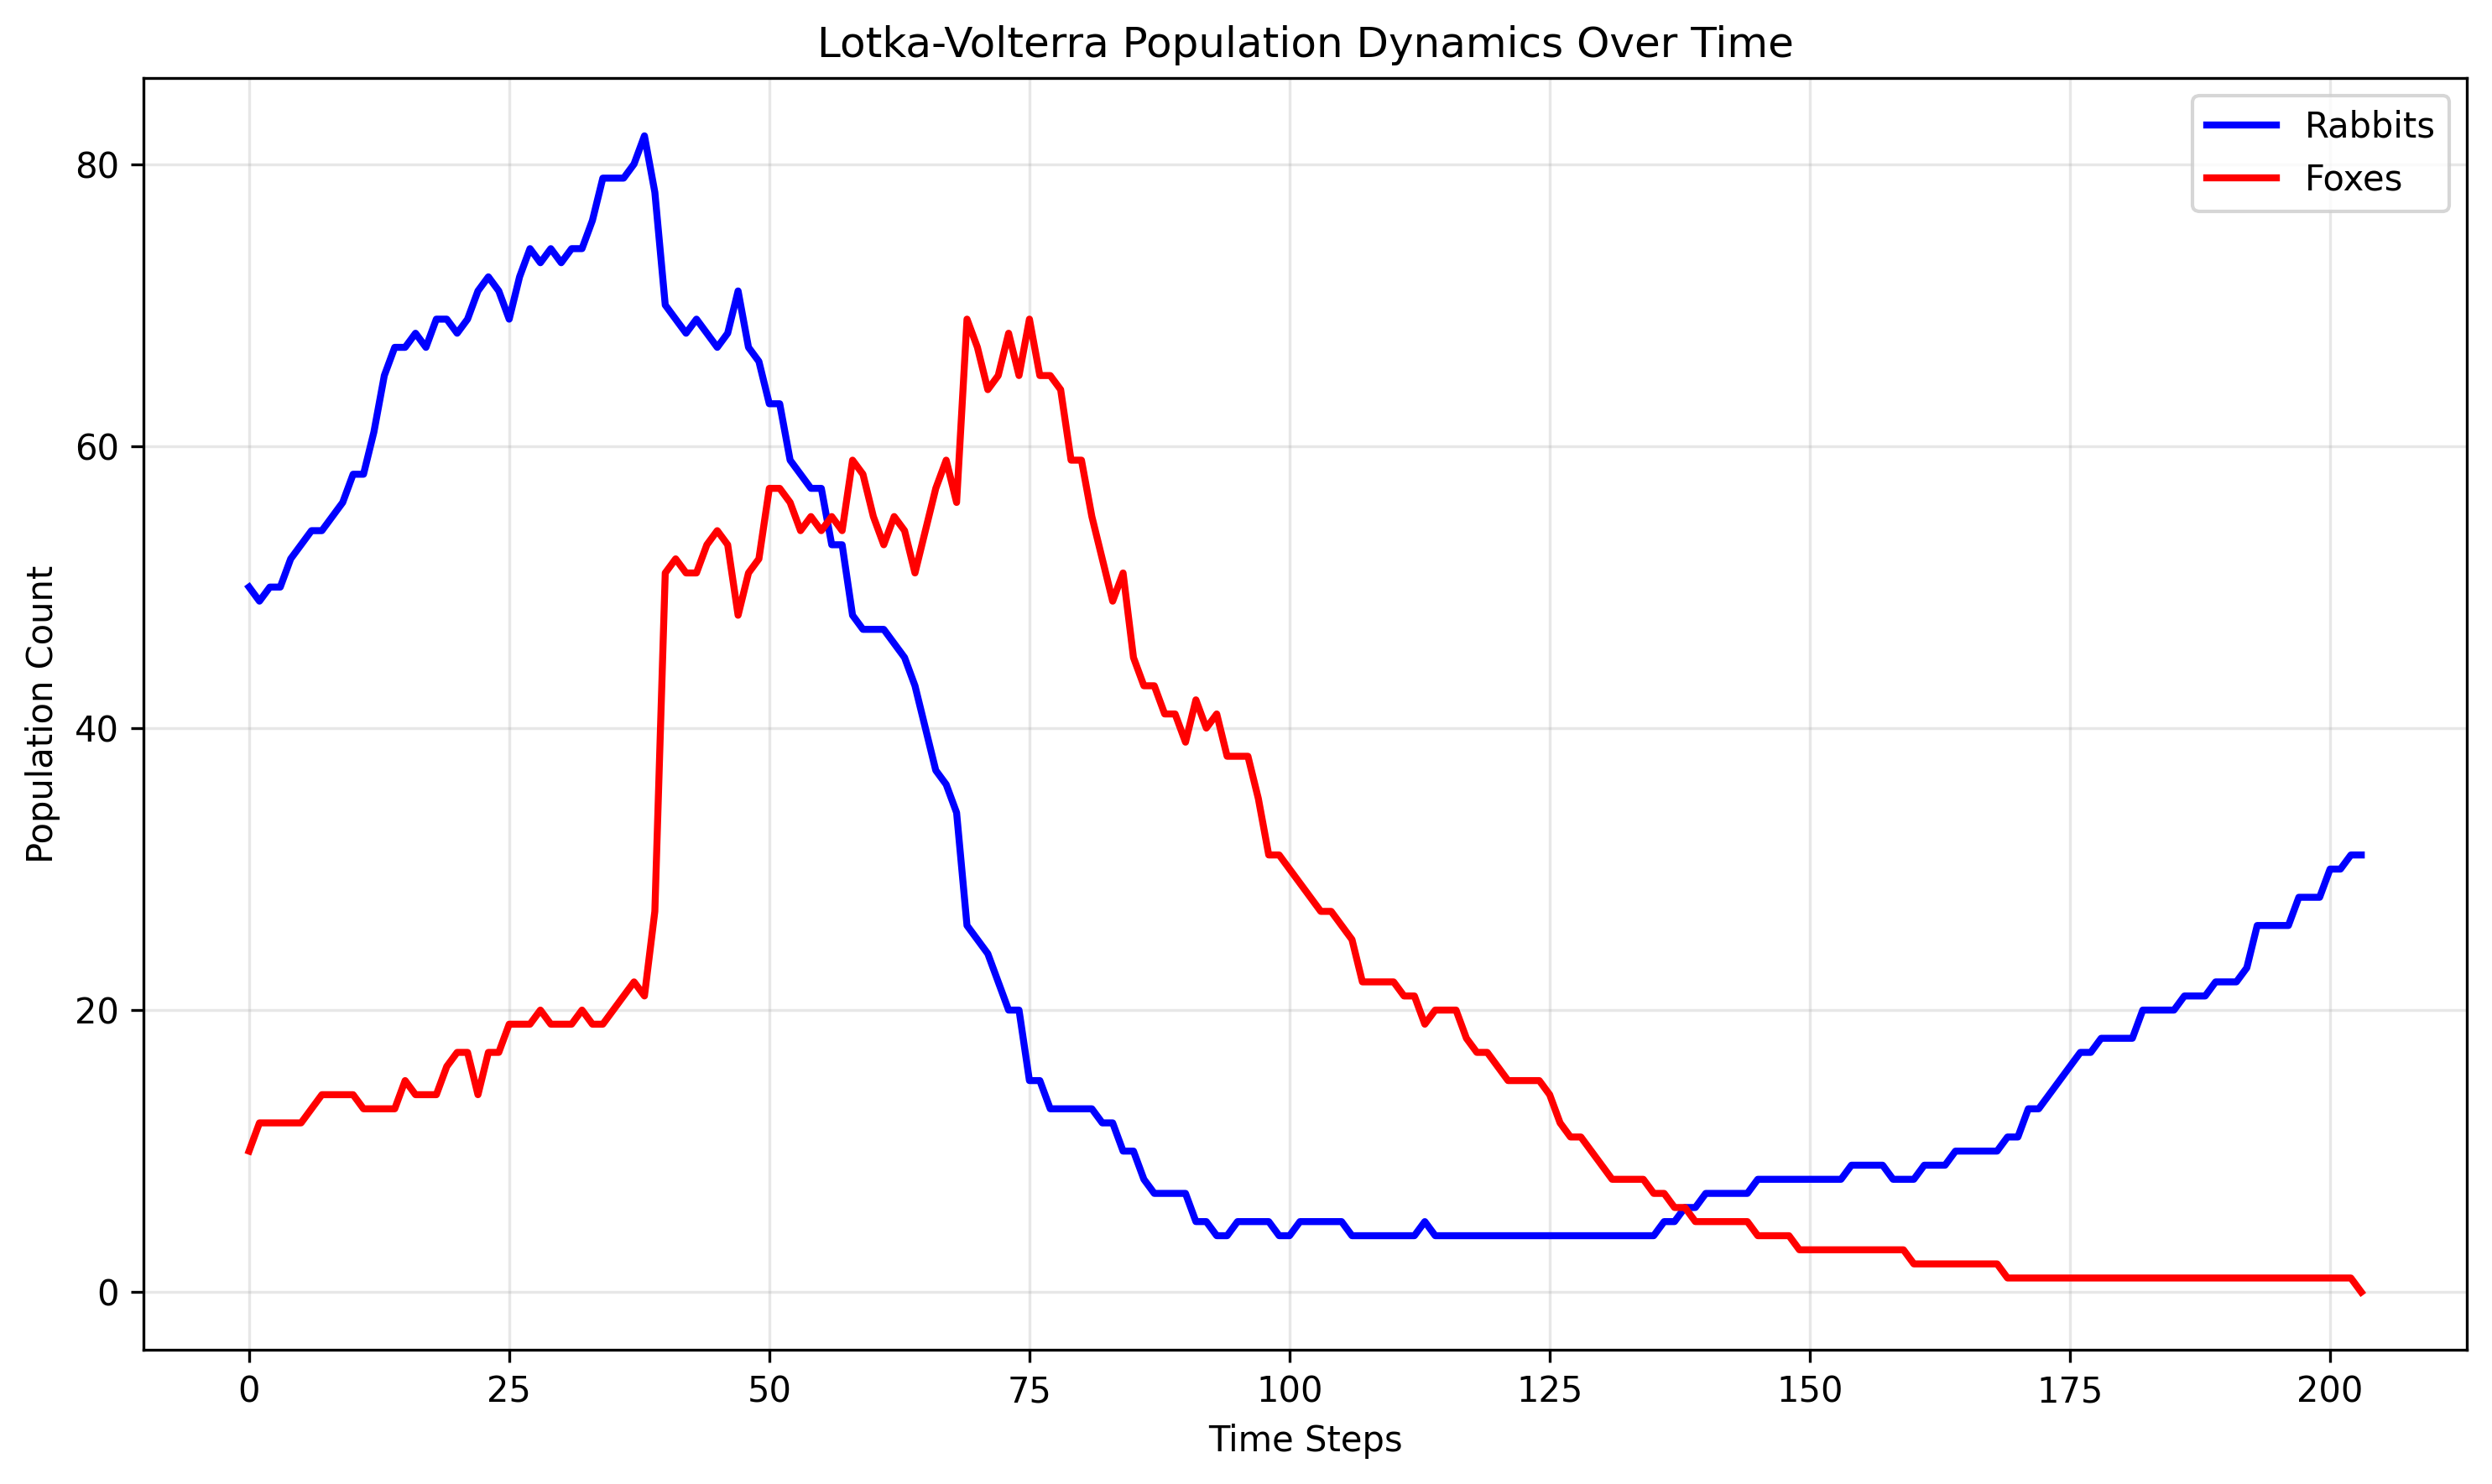 Lotka-Volterra Population Dynamics Over Time
Rabbits
Foxes
Population Count
80
60
40
20
0
0 25 50 75 100 125 150 175 200
Time Steps